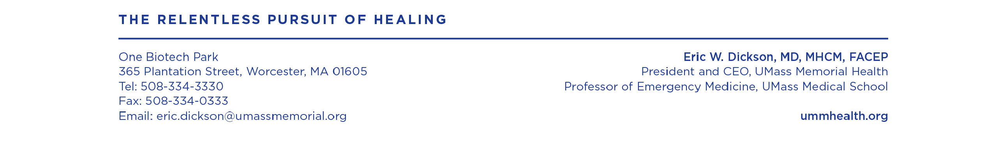 THE RELENTLESS PURSUIT OF HEALING
One Biotech Park
365 Plantation Street, Worcester, MA 01605
Tel: 508-334-3330
Fax: 508-334-0333
Email: eric.dickson@umassmemorial.org
Eric W. Dickson, MD, MHCM, FACEP
President and CEO, UMass Memorial Health
Professor of Emergency Medicine, UMass Medical School
ummhealth.org